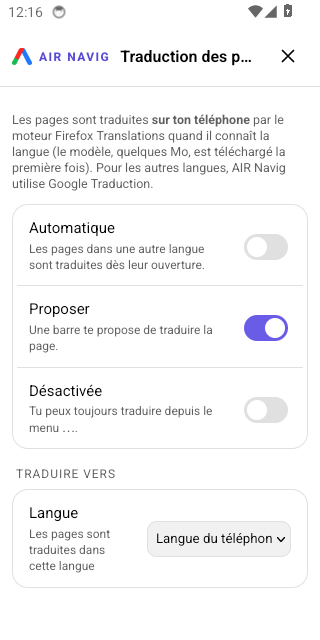 12:16
AIR NAVIG Traduction des p...
Les pages sont traduites sur ton téléphone par le
moteur Firefox Translations quand il connaît la
langue (le modèle, quelques Mo, est téléchargé la
première fois). Pour les autres langues, AIR Navig
utilise Google Traduction.
Automatique
Les pages dans une autre langue
sont traduites dès leur ouverture.
Proposer
Une barre te propose de traduire la
page.
Désactivée
Tu peux toujours traduire depuis le
menu ....
TRADUIRE VERS
Langue
Les pages sont
traduites dans
cette langue
Langue du téléphon